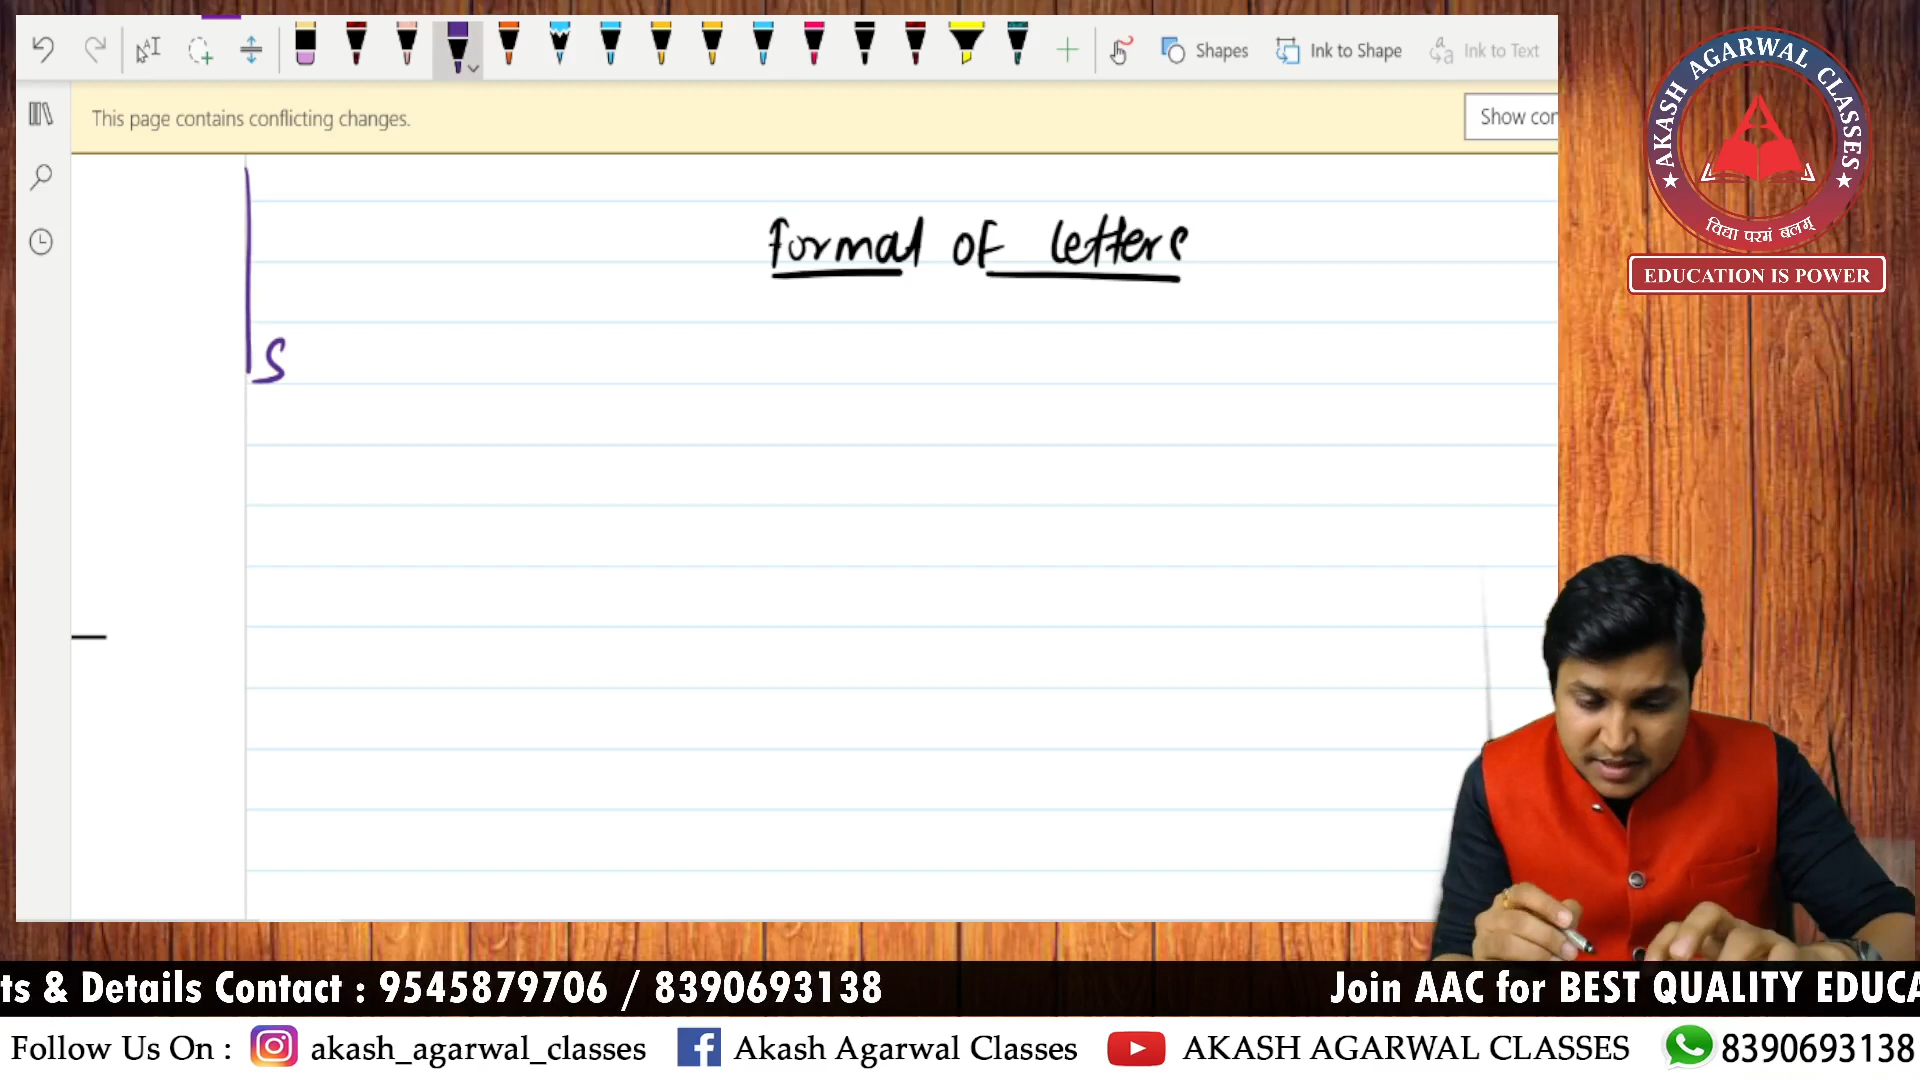 Shapes
Ink to Shape
Ink to Text
This page contains conflicting changes.
Show con
Formal of letters
S
AKASH AGARWAL CLASSES
विद्या परमं बलम्
EDUCATION IS POWER
ts & Details Contact : 9545879706 / 8390693138
Join AAC for BEST QUALITY EDUCA
Follow Us On :
akash_agarwal_classes
Akash Agarwal Classes
AKASH AGARWAL CLASSES
8390693138